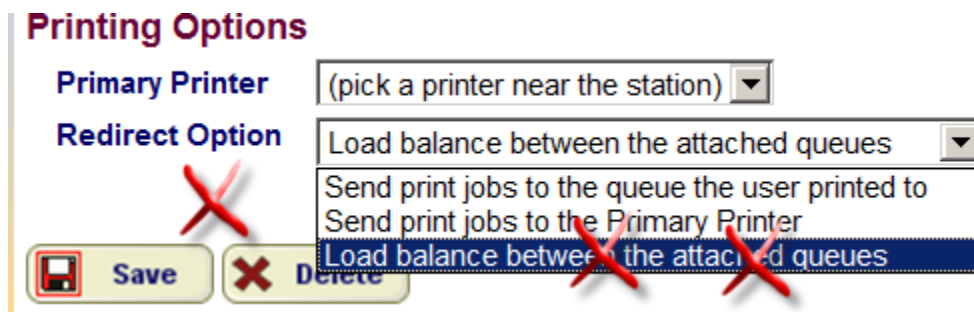 Printing Options
Primary Printer (pick a printer near the station)
Redirect Option Load balance between the attached queues
Send print jobs to the queue the user printed to
Send print jobs to the Primary Printer
Load balance between the attached queues
Save Delete